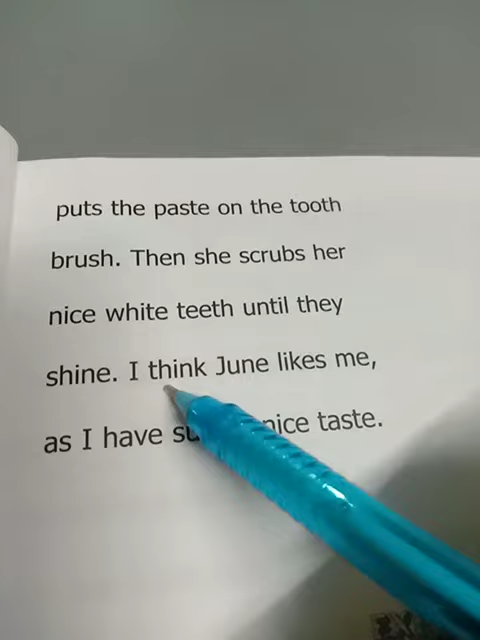 puts the paste on the tooth
brush. Then she scrubs her
nice white teeth until they
shine. I think June likes me,
as I have nice taste.